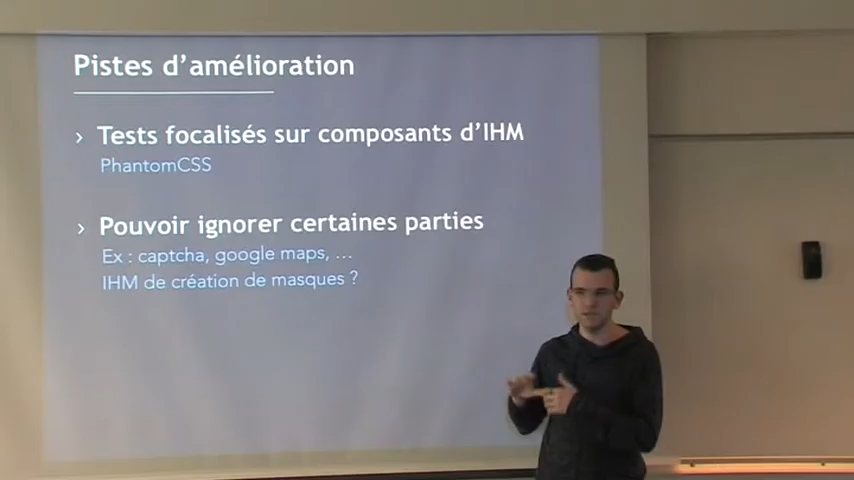 Pistes d'amélioration
› Tests focalisés sur composants d'IHM
PhantomCSS
› Pouvoir ignorer certaines parties
Ex : captcha, google maps, ...
IHM de création de masques ?